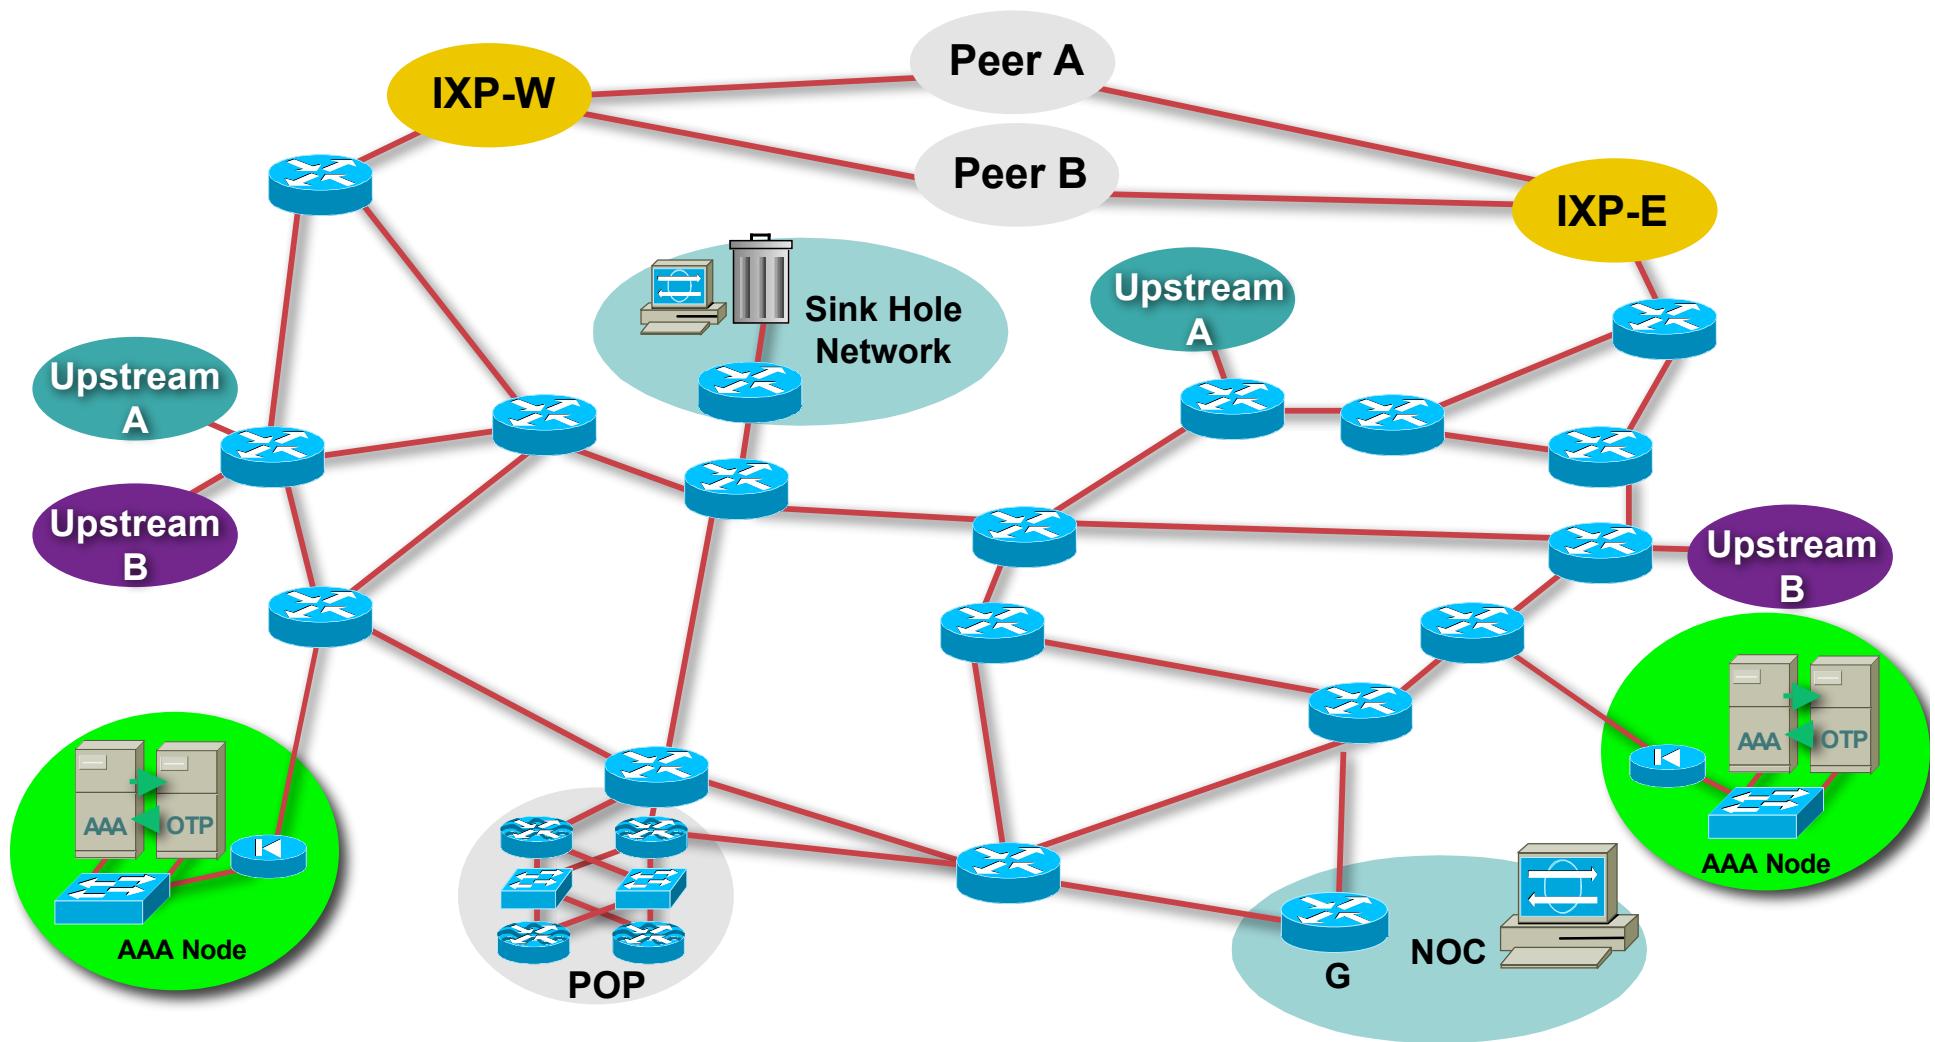 Peer A
IXP-W
Peer B
IXP-E
Upstream
A
Sink Hole
Network
Upstream
A
Upstream
B
Upstream
B
AAA
OTP
AAA Node
AAA
OTP
AAA Node
POP
G
NOC